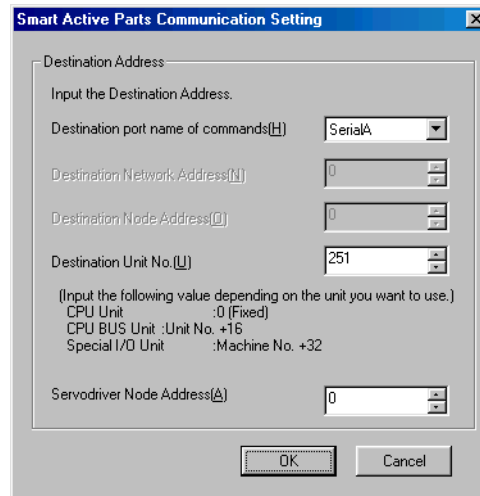 Smart Active Parts Communication Setting
Destination Address
Input the Destination Address.
Destination port name of commands(H) SerialA
Destination Network Address(N) 0
Destination Node Address(O) 0
Destination Unit No.(U) 251
(Input the following value depending on the unit you want to use.)
CPU Unit :0 (Fixed)
CPU BUS Unit :Unit No. +16
Special I/O Unit :Machine No. +32
Servodriver Node Address(A) 0
OK Cancel